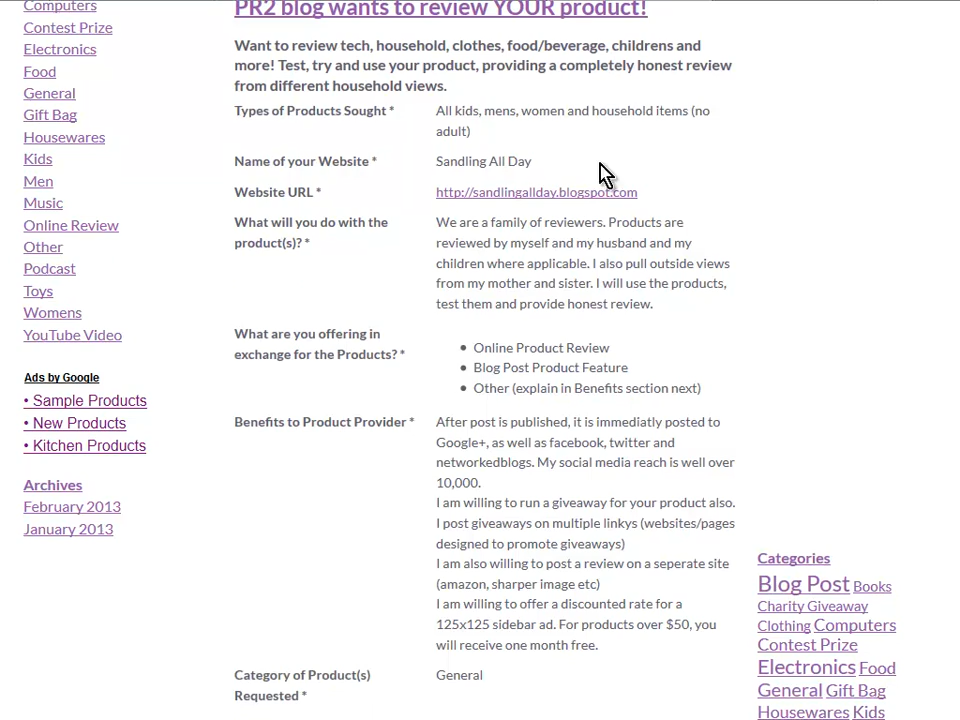 Computers
Contest Prize
Electronics
Food
General
Gift Bag
Housewares
Kids
Men
Music
Online Review
Other
Podcast
Toys
Womens
YouTube Video
Ads by Google
• Sample Products
• New Products
• Kitchen Products
Archives
February 2013
January 2013
PR2 blog wants to review YOUR product!
Want to review tech, household, clothes, food/beverage, childrens and
more! Test, try and use your product, providing a completely honest review
from different household views.
Types of Products Sought *
All kids, mens, women and household items (no
adult)
Name of your Website *
Sandling All Day
Website URL *
http://sandlingallday.blogspot.com
What will you do with the
product(s)? *
We are a family of reviewers. Products are
reviewed by myself and my husband and my
children where applicable. I also pull outside views
from my mother and sister. I will use the products,
test them and provide honest review.
What are you offering in
exchange for the Products? *
• Online Product Review
• Blog Post Product Feature
• Other (explain in Benefits section next)
Benefits to Product Provider *
After post is published, it is immediatly posted to
Google+, as well as facebook, twitter and
networkedblogs. My social media reach is well over
10,000.
I am willing to run a giveaway for your product also.
I post giveaways on multiple linkys (websites/pages
designed to promote giveaways)
I am also willing to post a review on a seperate site
(amazon, sharper image etc)
I am willing to offer a discounted rate for a
125x125 sidebar ad. For products over $50, you
will receive one month free.
Category of Product(s)
Requested *
General
Categories
Blog Post Books
Charity Giveaway
Clothing Computers
Contest Prize
Electronics Food
General Gift Bag
Housewares Kids